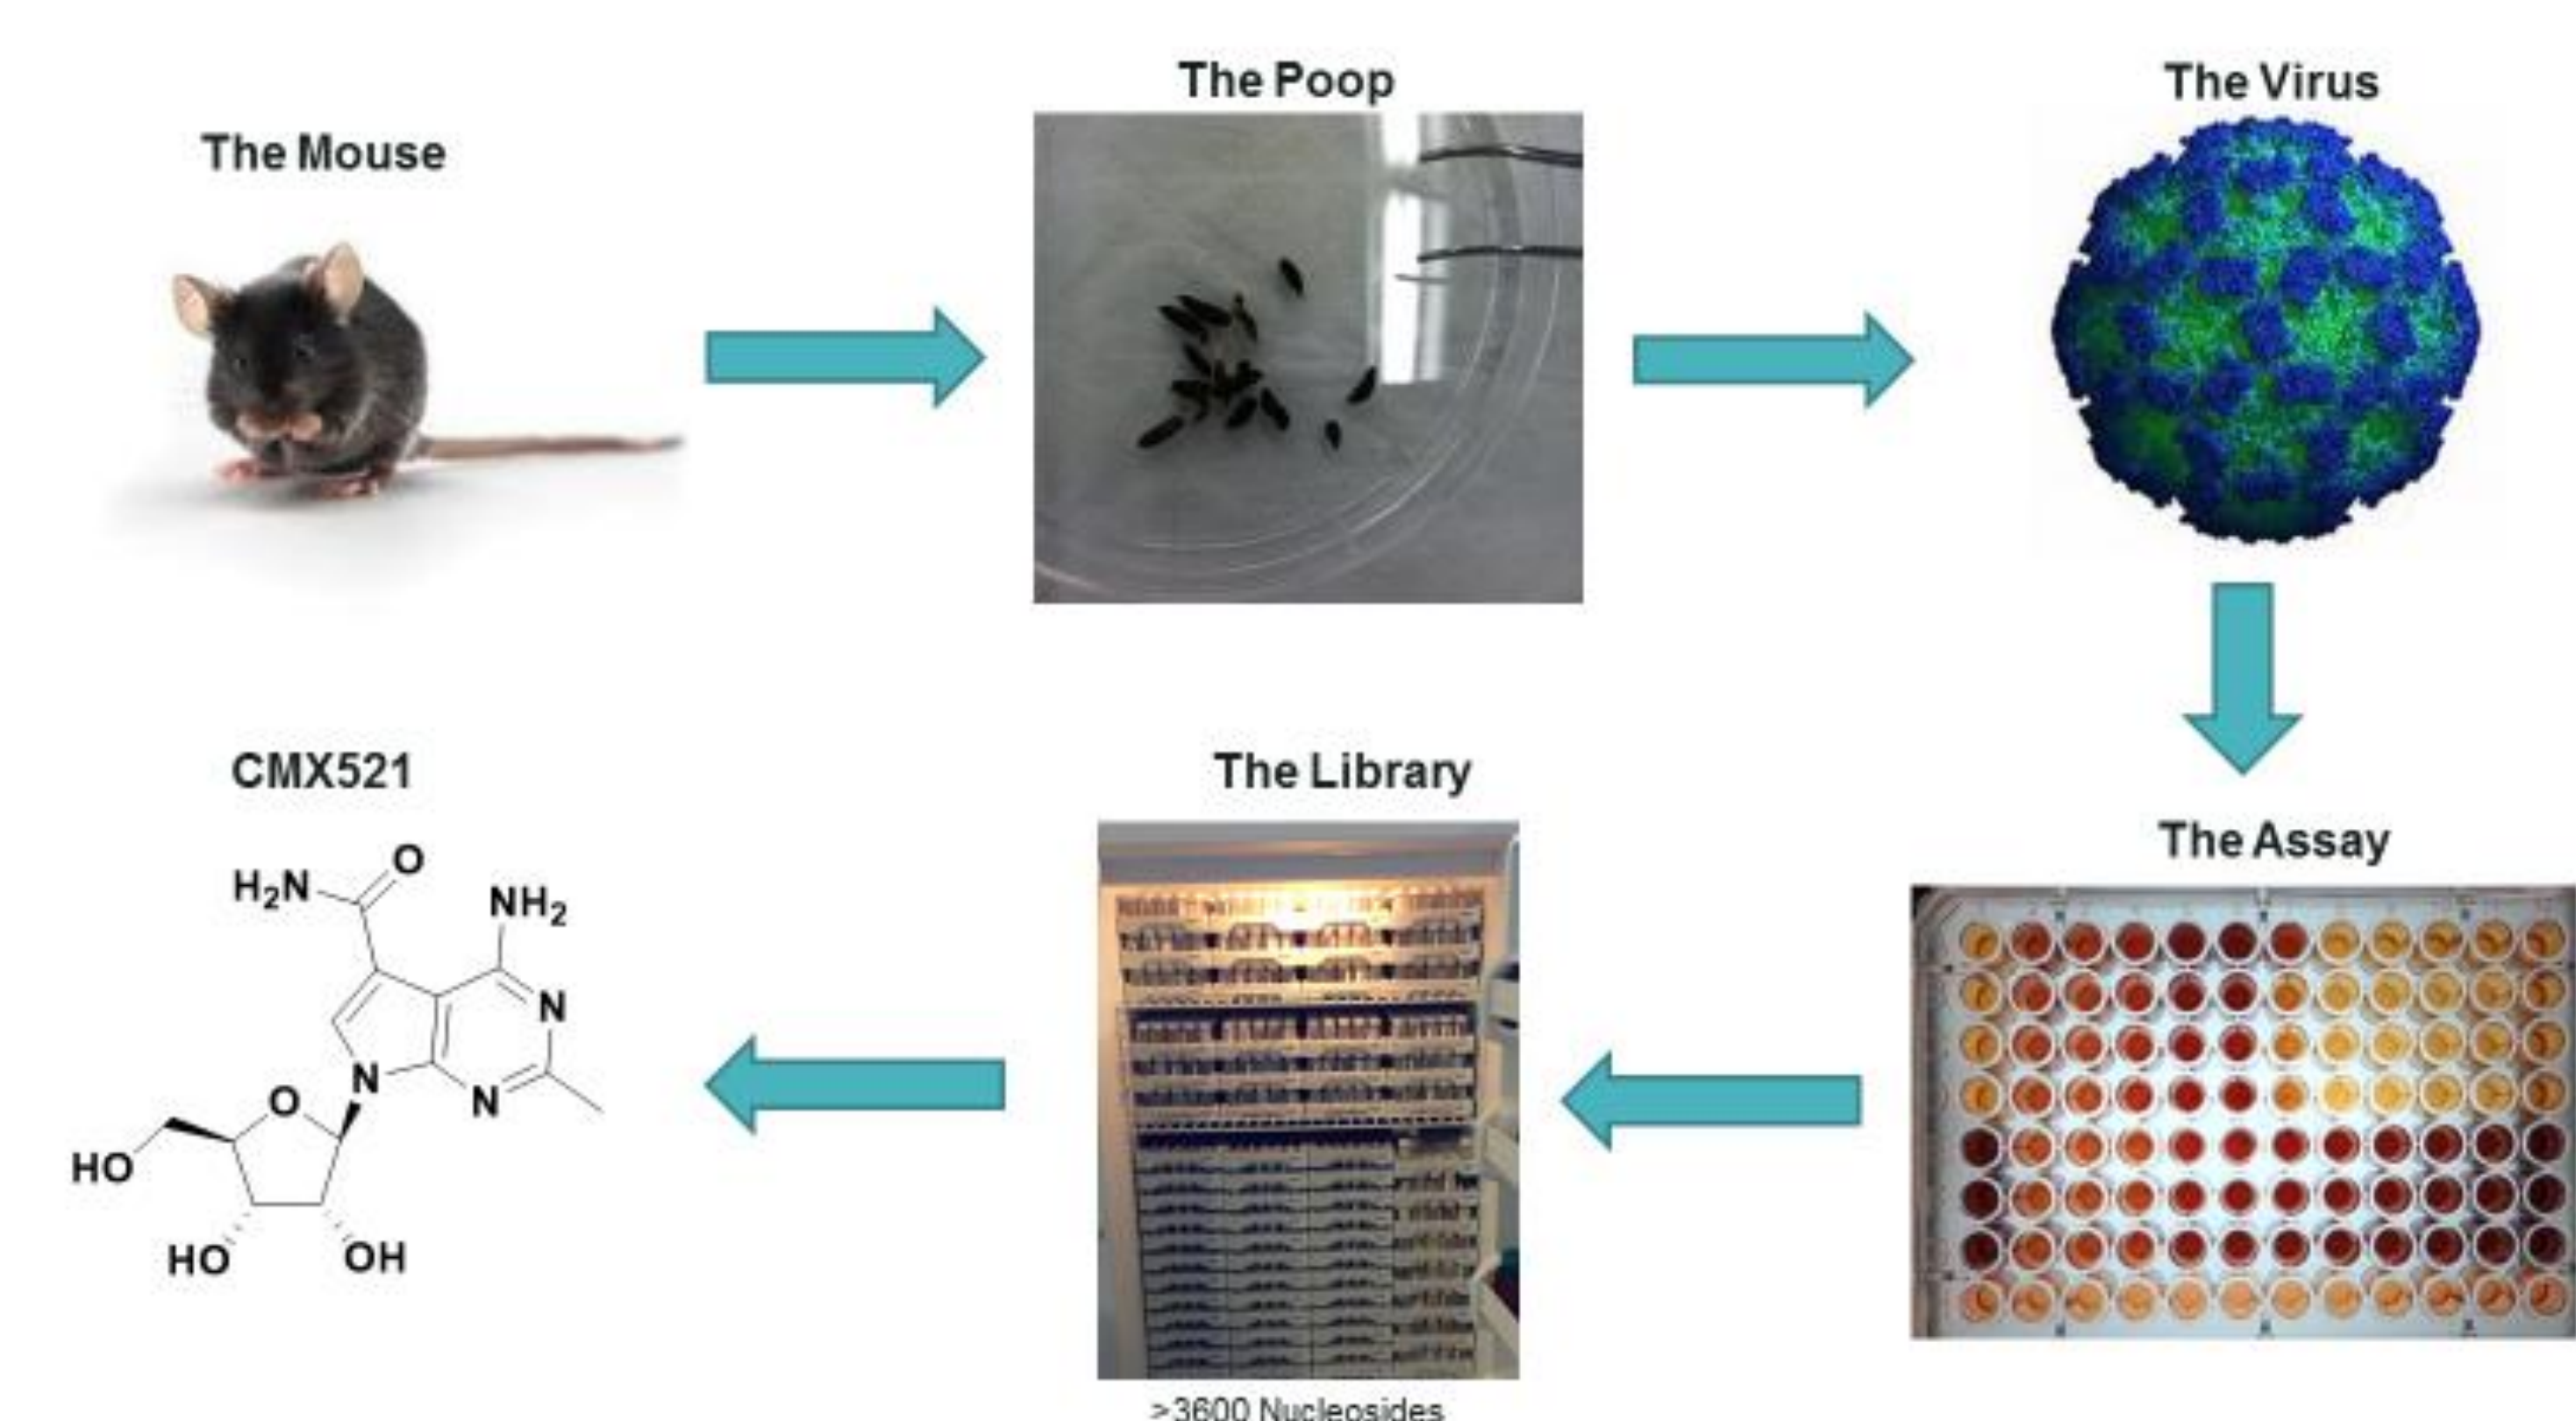 The Mouse
The Poop
The Virus
The Assay
The Library
>3600 Nucleosides
CMX521
H₂N
O
NH₂
N
N
N
O
HO
HO
OH